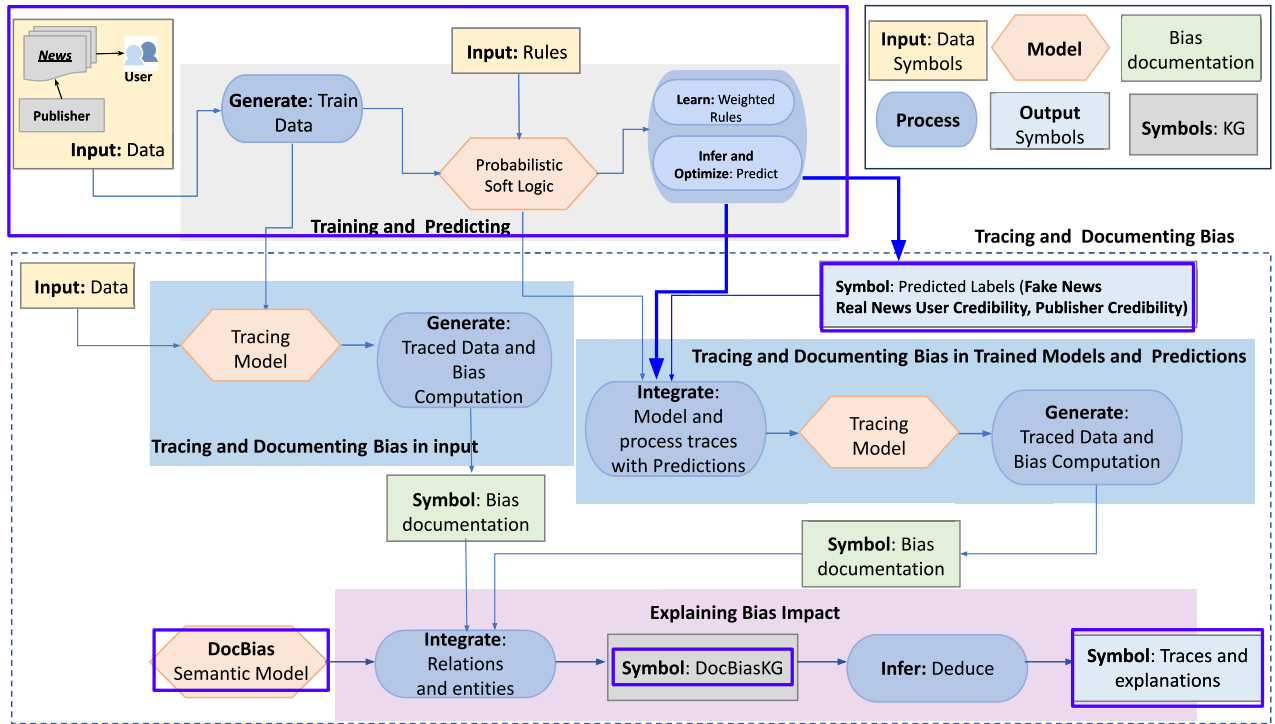 News
User
Publisher
Input: Data
Input: Rules
Generate: Train
Data
Probabilistic
Soft Logic
Learn: Weighted
Rules
Infer and
Optimize: Predict
Training and Predicting
Input: Data
Symbols
Model
Bias
documentation
Process
Output
Symbols
Symbols: KG
Tracing and Documenting Bias
Input: Data
Tracing
Model
Generate:
Traced Data and
Bias
Computation
Tracing and Documenting Bias in input
Symbol: Predicted Labels (Fake News
Real News User Credibility, Publisher Credibility)
Tracing and Documenting Bias in Trained Models and Predictions
Integrate:
Model and
process traces
with Predictions
Tracing
Model
Generate:
Traced Data and
Bias Computation
Symbol: Bias
documentation
Symbol: Bias
documentation
Explaining Bias Impact
DocBias
Semantic Model
Integrate:
Relations
and entities
Symbol: DocBiasKG
Infer: Deduce
Symbol: Traces and
explanations